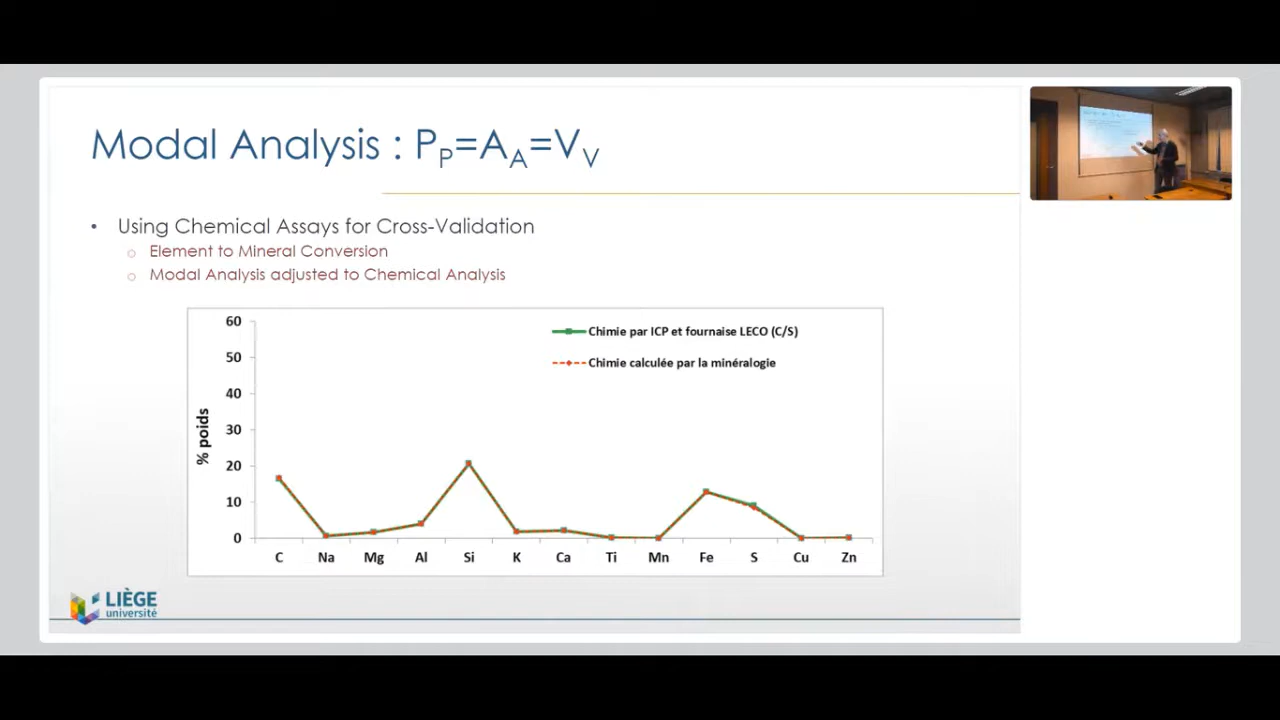 Modal Analysis : PP=AA=VV
• Using Chemical Assays for Cross-Validation
o Element to Mineral Conversion
o Modal Analysis adjusted to Chemical Analysis
Chimie par ICP et fournaise LECO (C/S)
Chimie calculée par la minéralogie
% poids
60
50
40
30
20
10
0
C Na Mg Al Si K Ca Ti Mn Fe S Cu Zn
LIÈGE
université